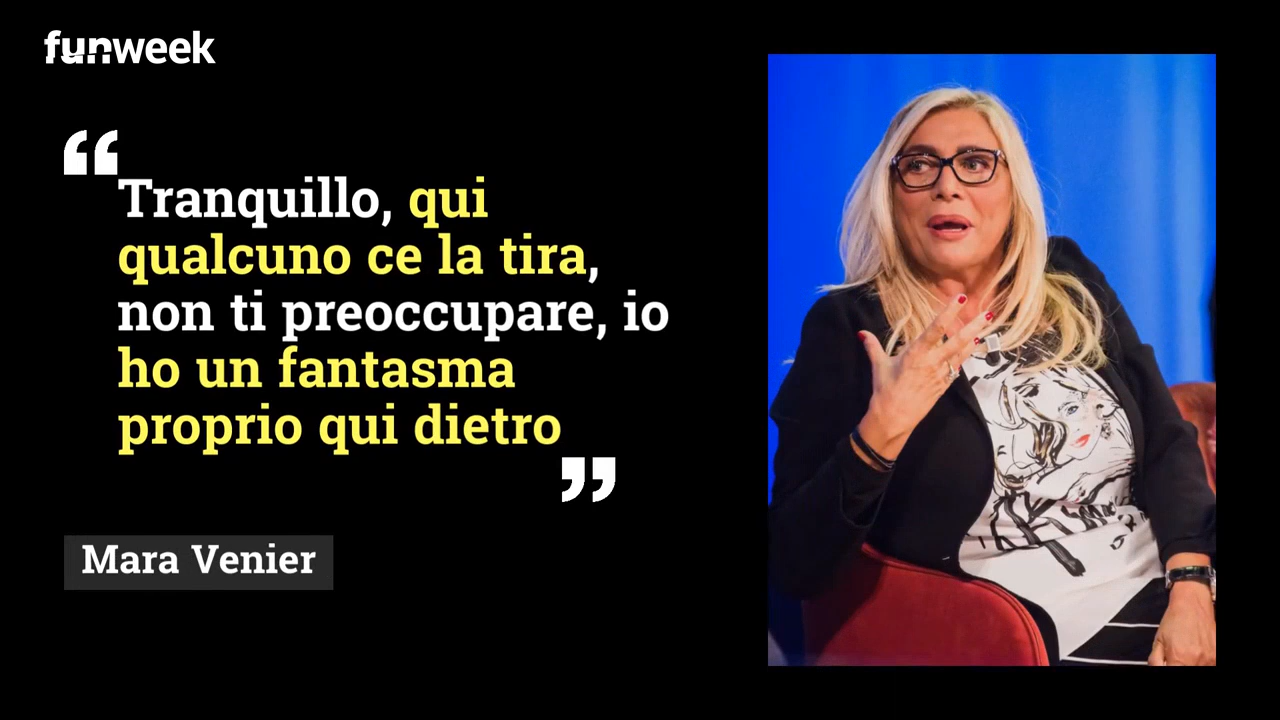 funweek
“Tranquillo, qui
qualcuno ce la tira,
non ti preoccupare, io
ho un fantasma
proprio qui dietro”
Mara Venier